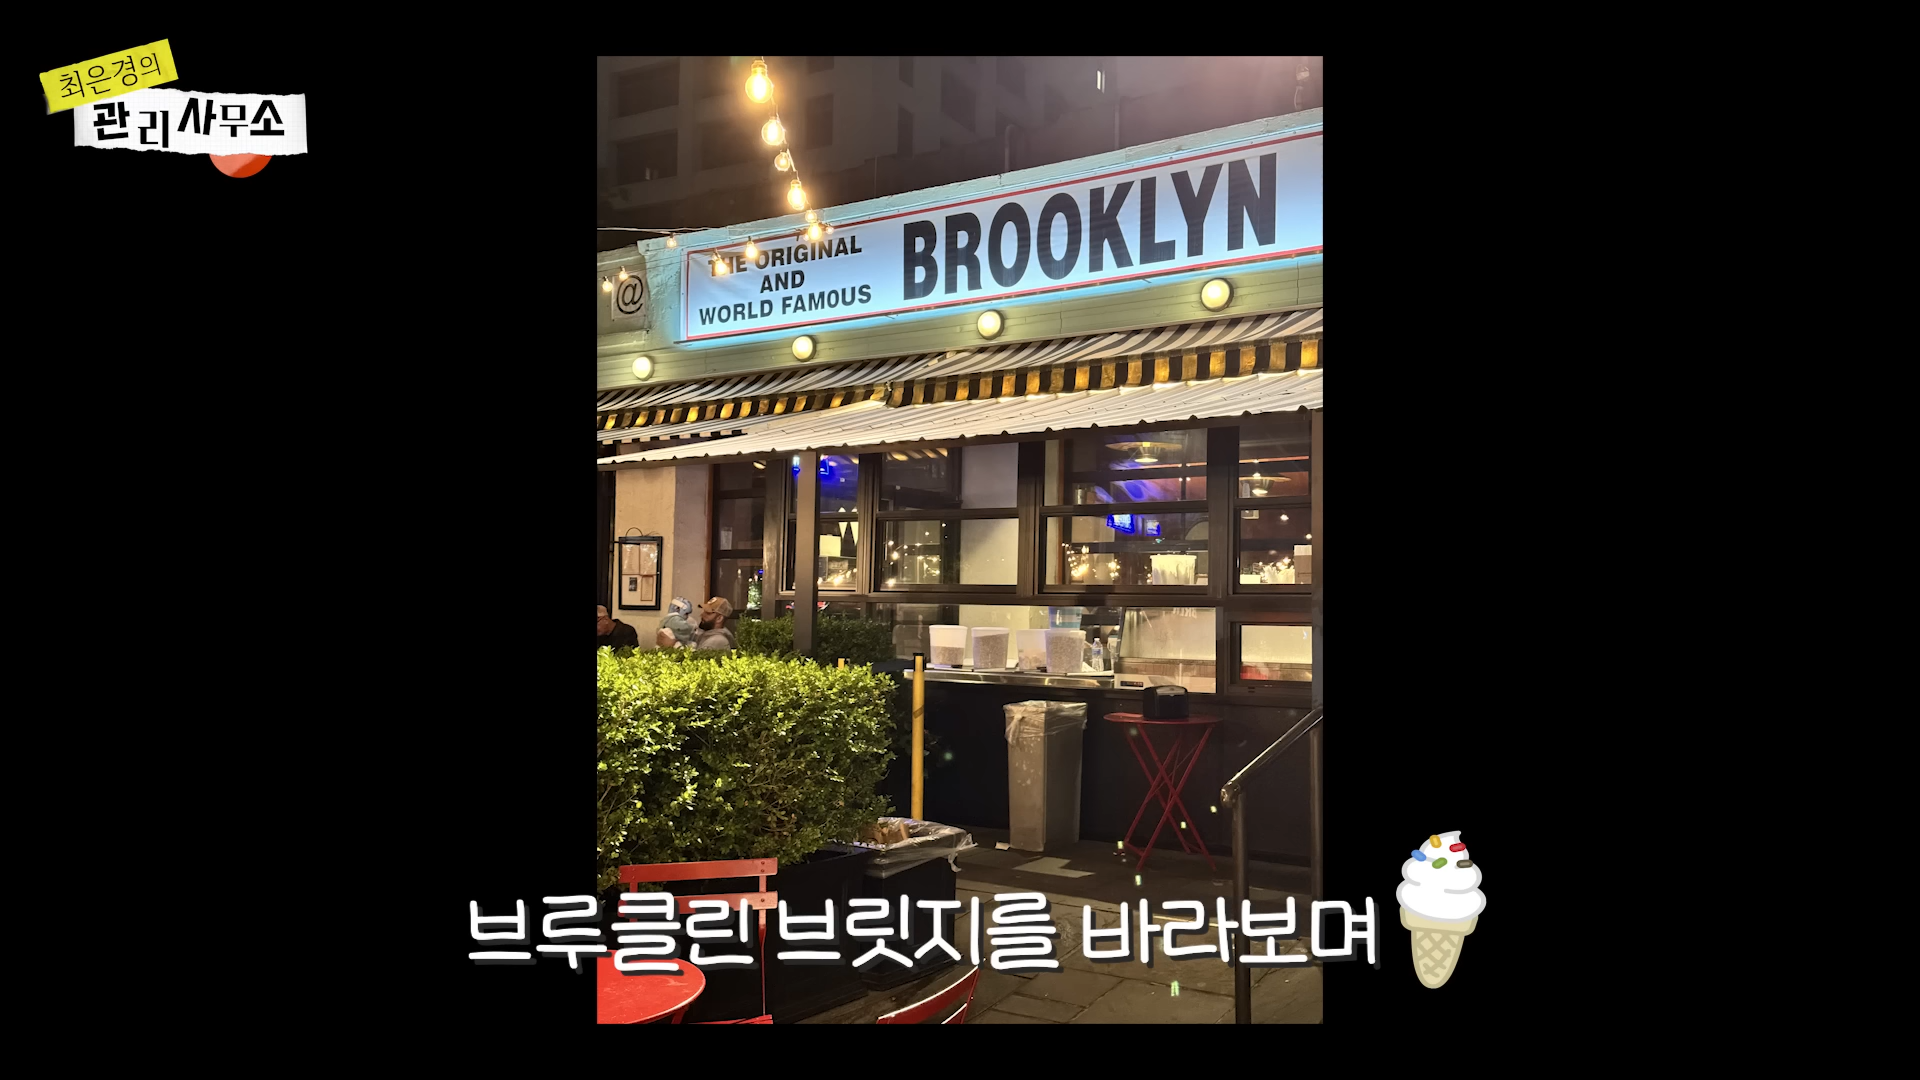 최은경의
관리사무소
THE ORIGINAL
AND
WORLD FAMOUS
BROOKLYN
@
브루클린 브릿지를 바라보며